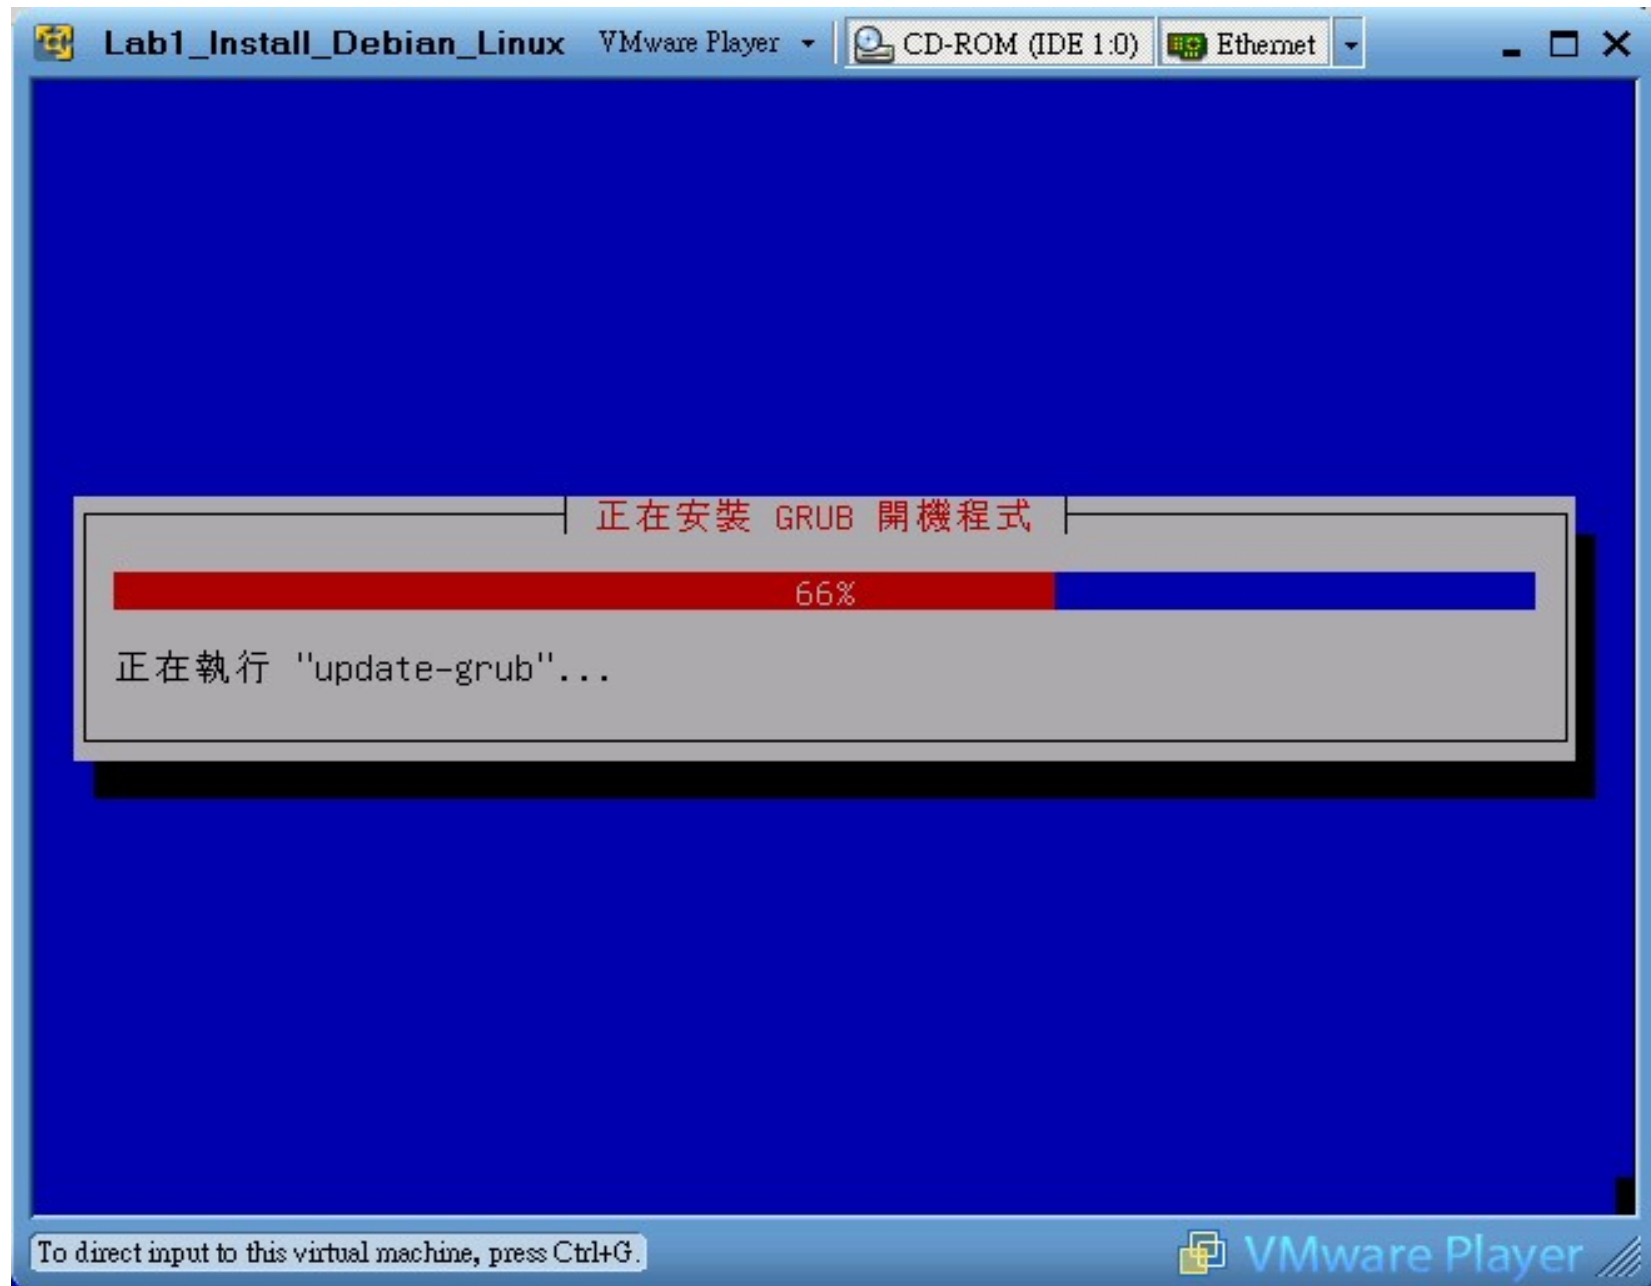 Lab1_Install_Debian_Linux VMware Player CD-ROM (IDE 1:0) Ethernet
正在安裝 GRUB 開機程式
66%
正在執行 "update-grub"...
To direct input to this virtual machine, press Ctrl+G.
VMware Player